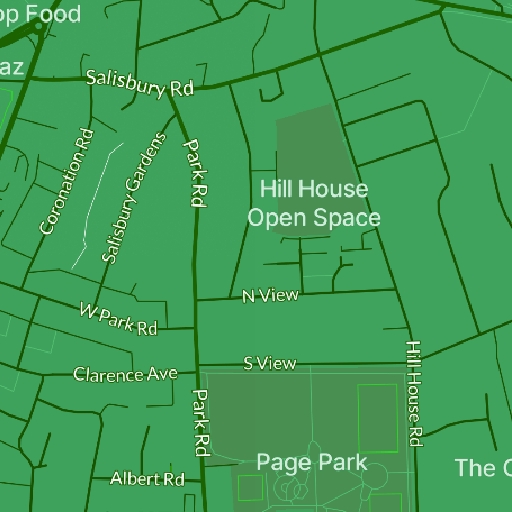 op Food
az
Salisbury Rd
Coronation Rd
Salisbury Gardens
Park Rd
Hill House
Open Space
N View
W Park Rd
S View
Clarence Ave
Hill House Rd
Park Rd
Page Park
The C
Albert Rd